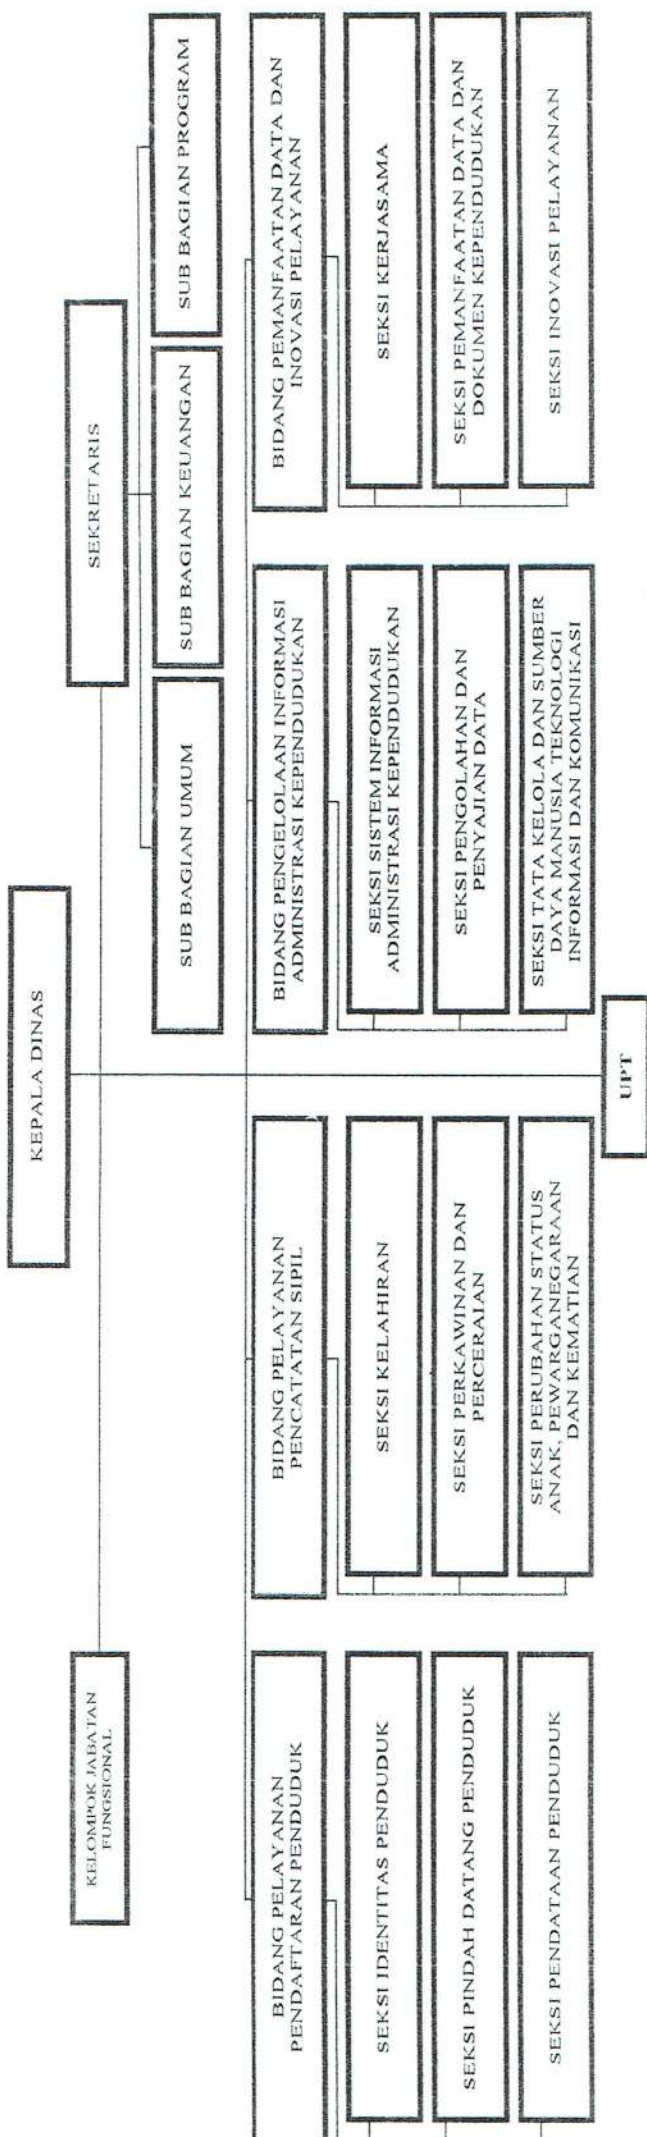 KEPALA DINAS
KELOMPOK JABATAN
FUNGSIONAL
SEKRETARIS
SUB BAGIAN UMUM
SUB BAGIAN KEUANGAN
SUB BAGIAN PROGRAM
BIDANG PELAYANAN
PENDAFTARAN PENDUDUK
SEKSI IDENTITAS PENDUDUK
SEKSI PINDAH DATANG PENDUDUK
SEKSI PENDATAAN PENDUDUK
BIDANG PELAYANAN
PENCATATAN SIPIL
SEKSI KELAHIRAN
SEKSI PERKAWINAN DAN
PERCERAIAN
SEKSI PERUBAHAN STATUS
ANAK, PEWARGANEGARAAN
DAN KEMATIAN
BIDANG PENGELOLAAN INFORMASI
ADMINISTRASI KEPENDUDUKAN
SEKSI SISTEM INFORMASI
ADMINISTRASI KEPENDUDUKAN
SEKSI PENGOLAHAN DAN
PENYAJIAN DATA
SEKSI TATA KELOLA DAN SUMBER
DAYA MANUSIA TEKNOLOGI
INFORMASI DAN KOMUNIKASI
BIDANG PEMANFAATAN DATA DAN
INOVASI PELAYANAN
SEKSI KERJASAMA
SEKSI PEMANFAATAN DATA DAN
DOKUMEN KEPENDUDUKAN
SEKSI INOVASI PELAYANAN
UPT